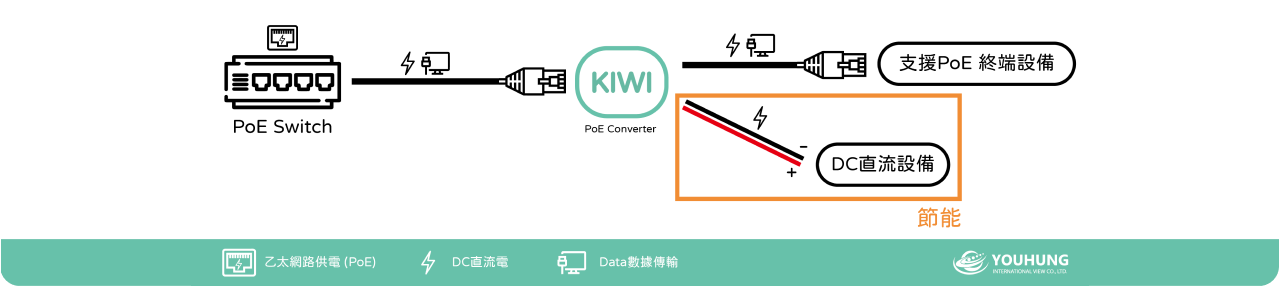 PoE Switch
KIWI
PoE Converter
支援PoE 終端設備
-
+
DC直流設備
節能
乙太網路供電 (PoE)
DC直流電
Data數據傳輸
YOUHUNG
INTERNATIONAL VIEW CO., LTD.